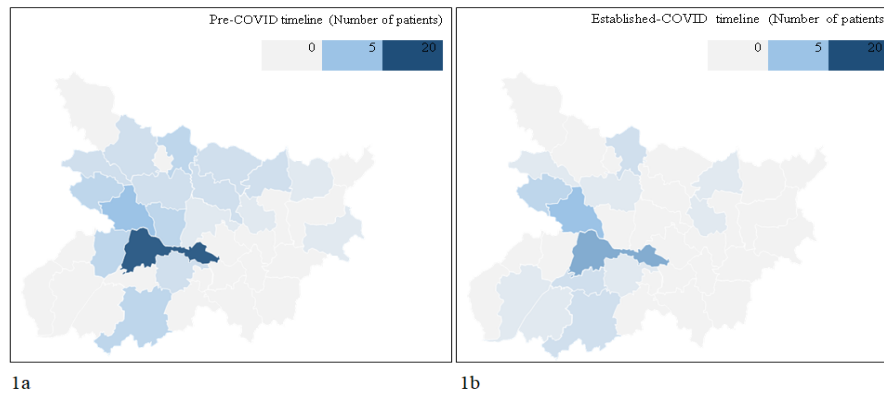 Pre-COVID timeline (Number of patients)
0 5 20
Established-COVID timeline (Number of patients)
0 5 20
1a
1b